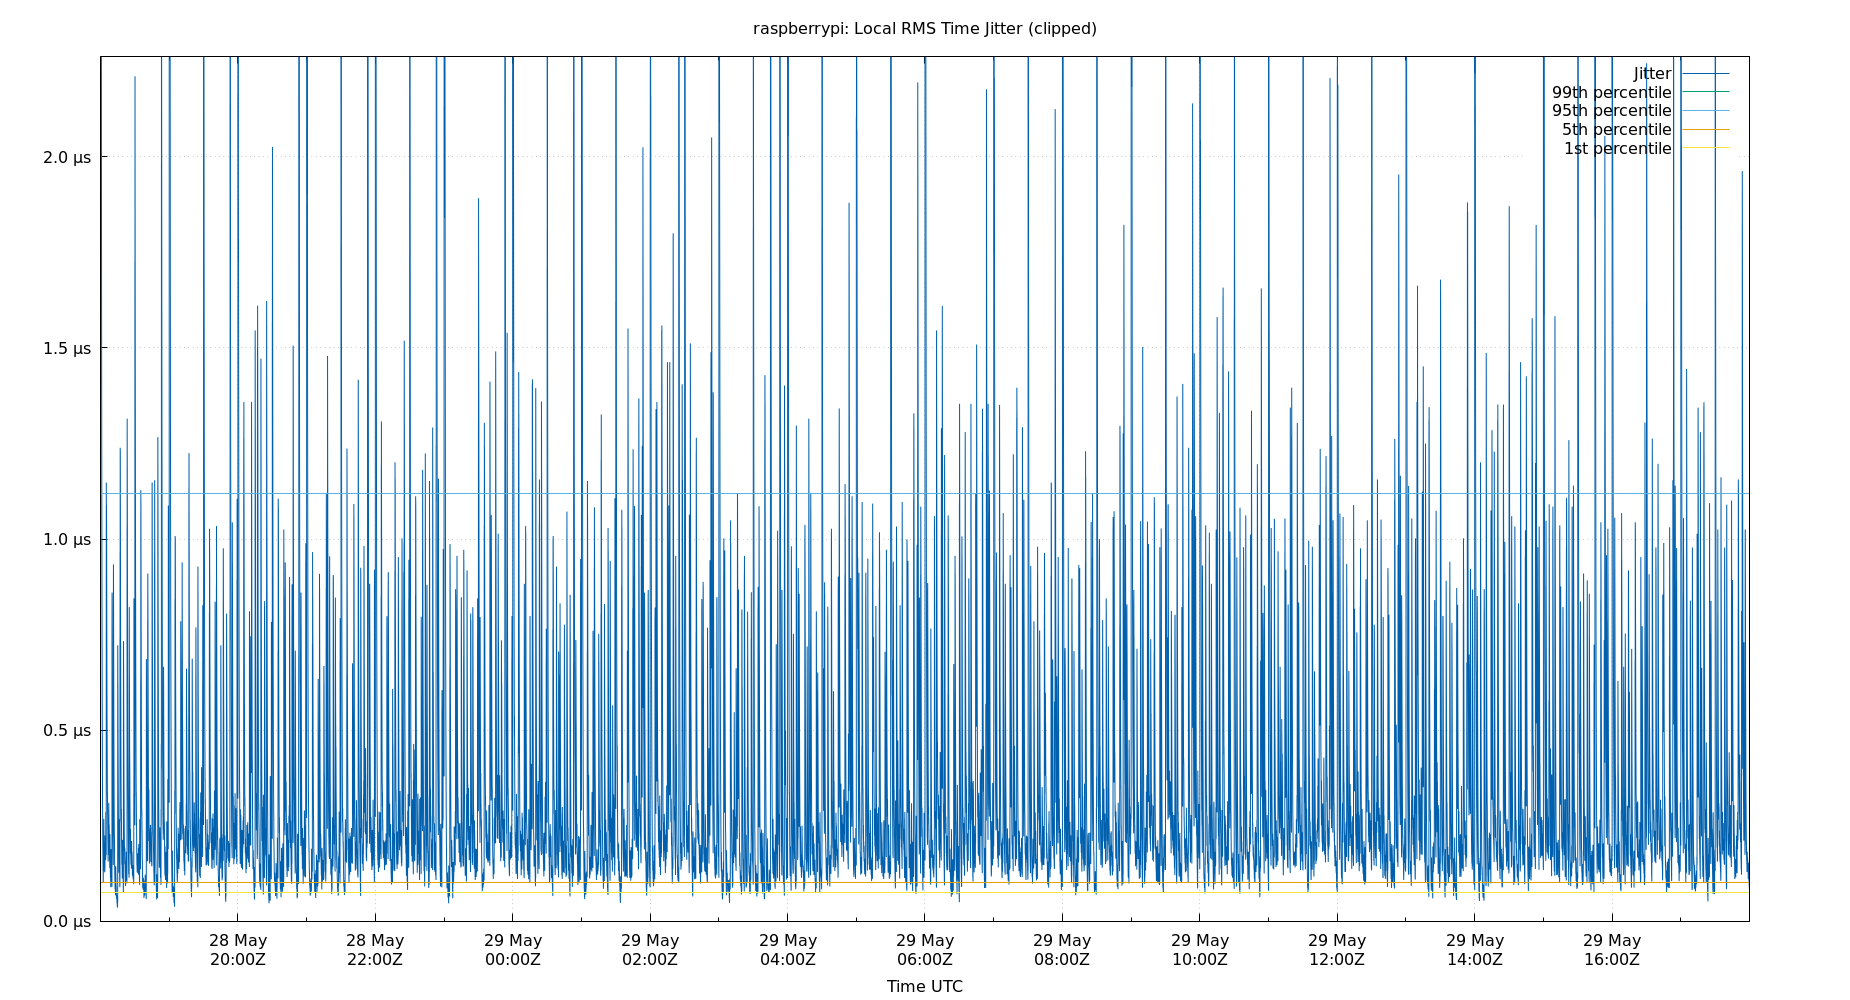 raspberrypi: Local RMS Time Jitter (clipped)
Jitter
99th percentile
95th percentile
5th percentile
1st percentile
2.0 µs
1.5 µs
1.0 µs
0.5 µs
0.0 µs
28 May 28 May 29 May 29 May 29 May 29 May 29 May 29 May 29 May 29 May 29 May
20:00Z 22:00Z 00:00Z 02:00Z 04:00Z 06:00Z 08:00Z 10:00Z 12:00Z 14:00Z 16:00Z
Time UTC